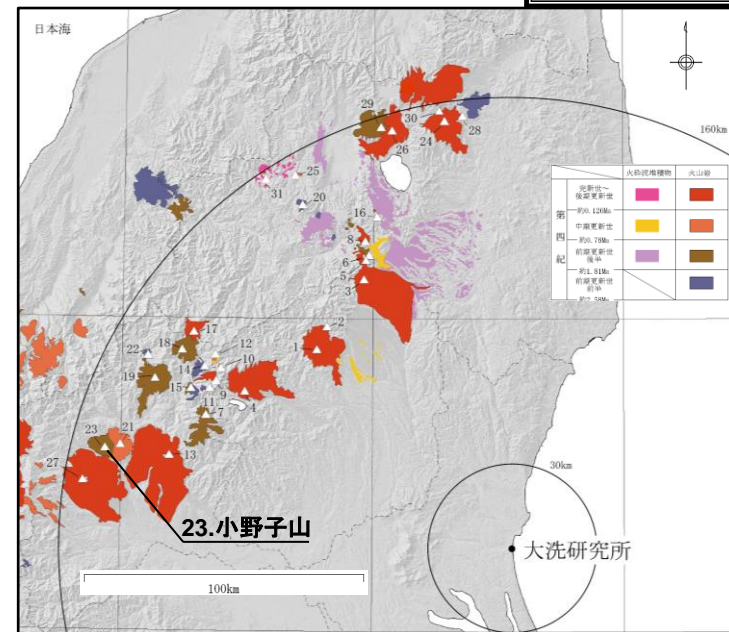 日本海
160km
29
30
24
28
26
25
31
20
16
8
6
5
3
火砕流堆積物
火山岩
第四紀
完新世~
後期更新世
約0.126Ma
中期更新世
約0.78Ma
前期更新世
後半
約1.81Ma
前期更新世
前半
約2.58Ma
17
2
18
12
1
22
14
10
19
15
9
4
11
7
23
21
13
27
30km
23.小野子山
大洗研究所
100km